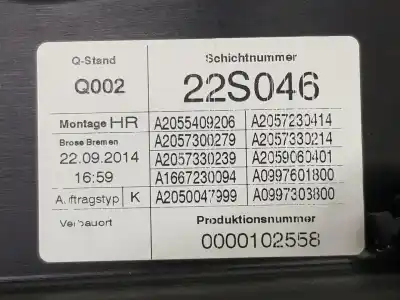 Q-Stand
Q002
Schichtnummer
22S046
Montage HR
Brose Bremen
22.09.2014
16:59
Auftragstyp K
Verbauort
A2055409206 A2057230414
A2057300279 A2057330214
A2057330239 A2059060401
A1667230094 A0997601800
A2050047999 A0997303800
Produktionsnummer
0000102558